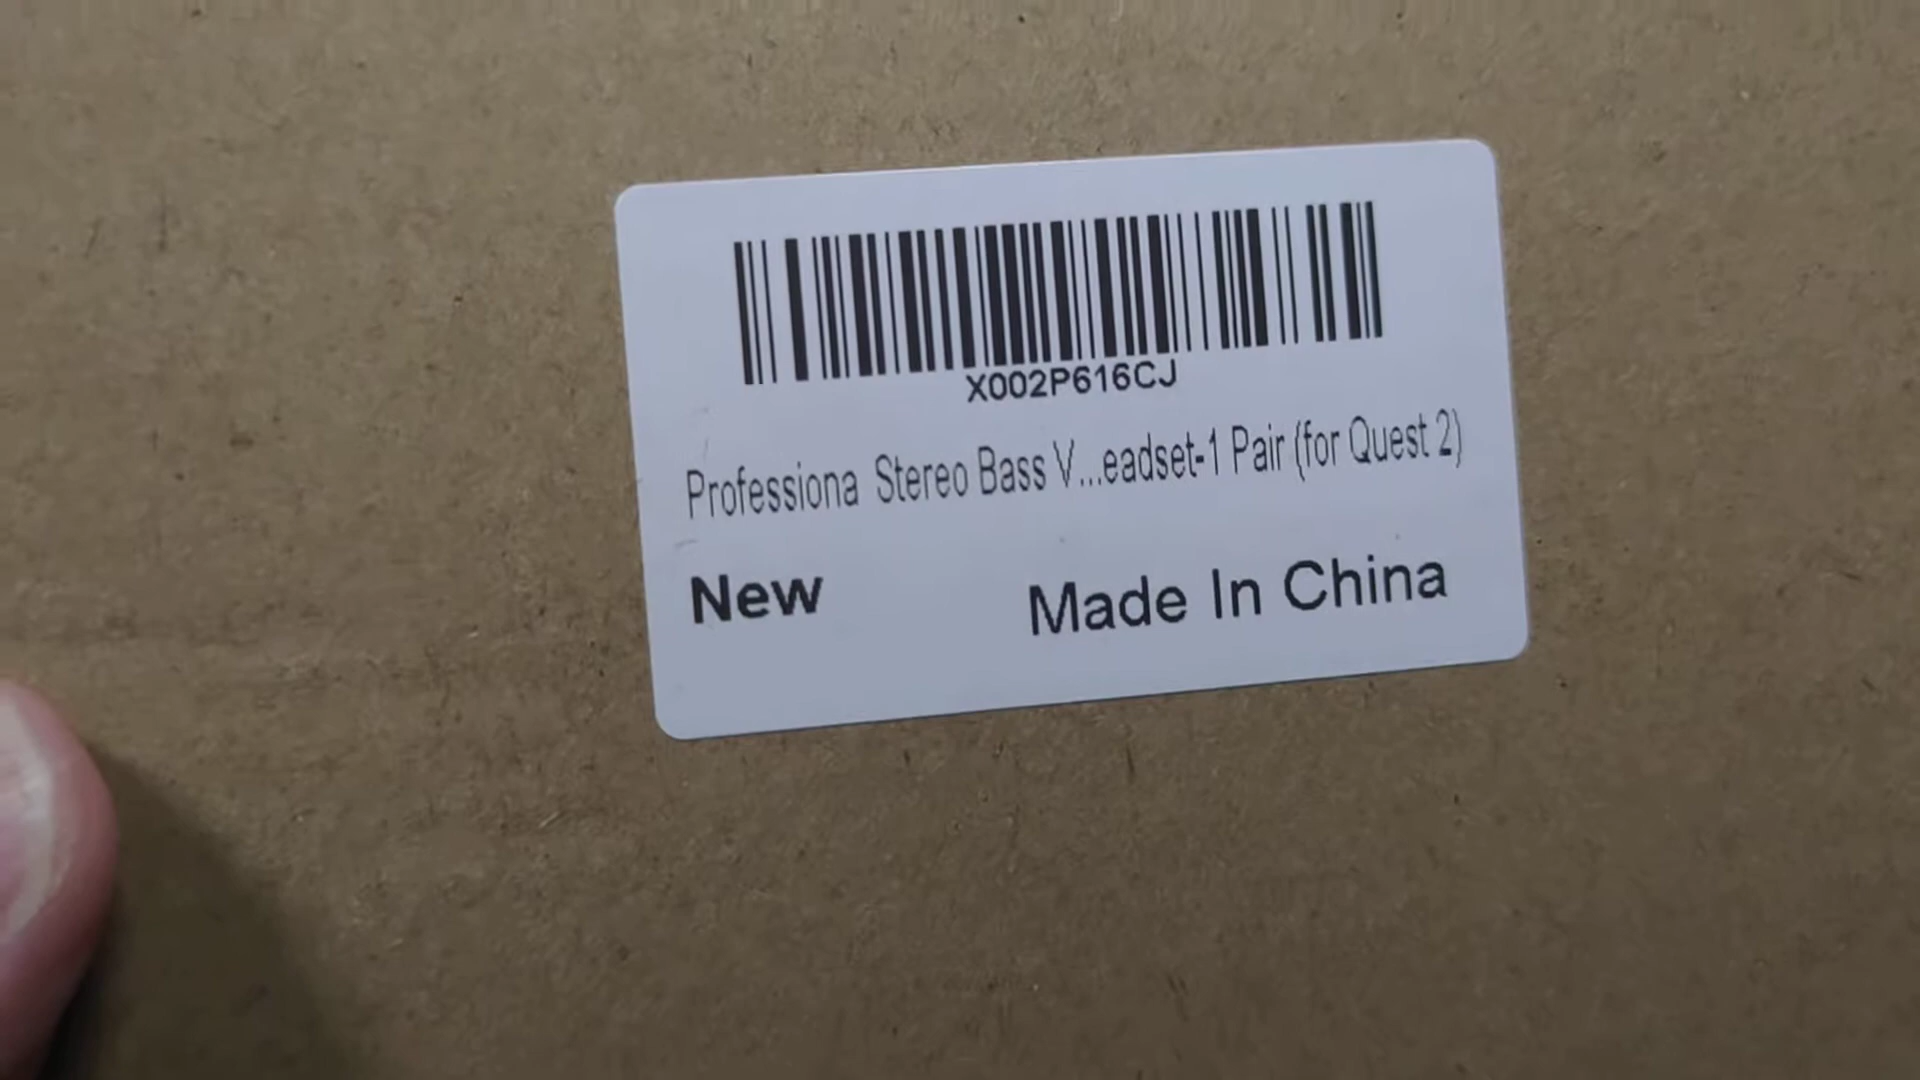 X002P616CJ
Professiona Stereo Bass V...eadset-1 Pair (for Quest 2)
New
Made In China